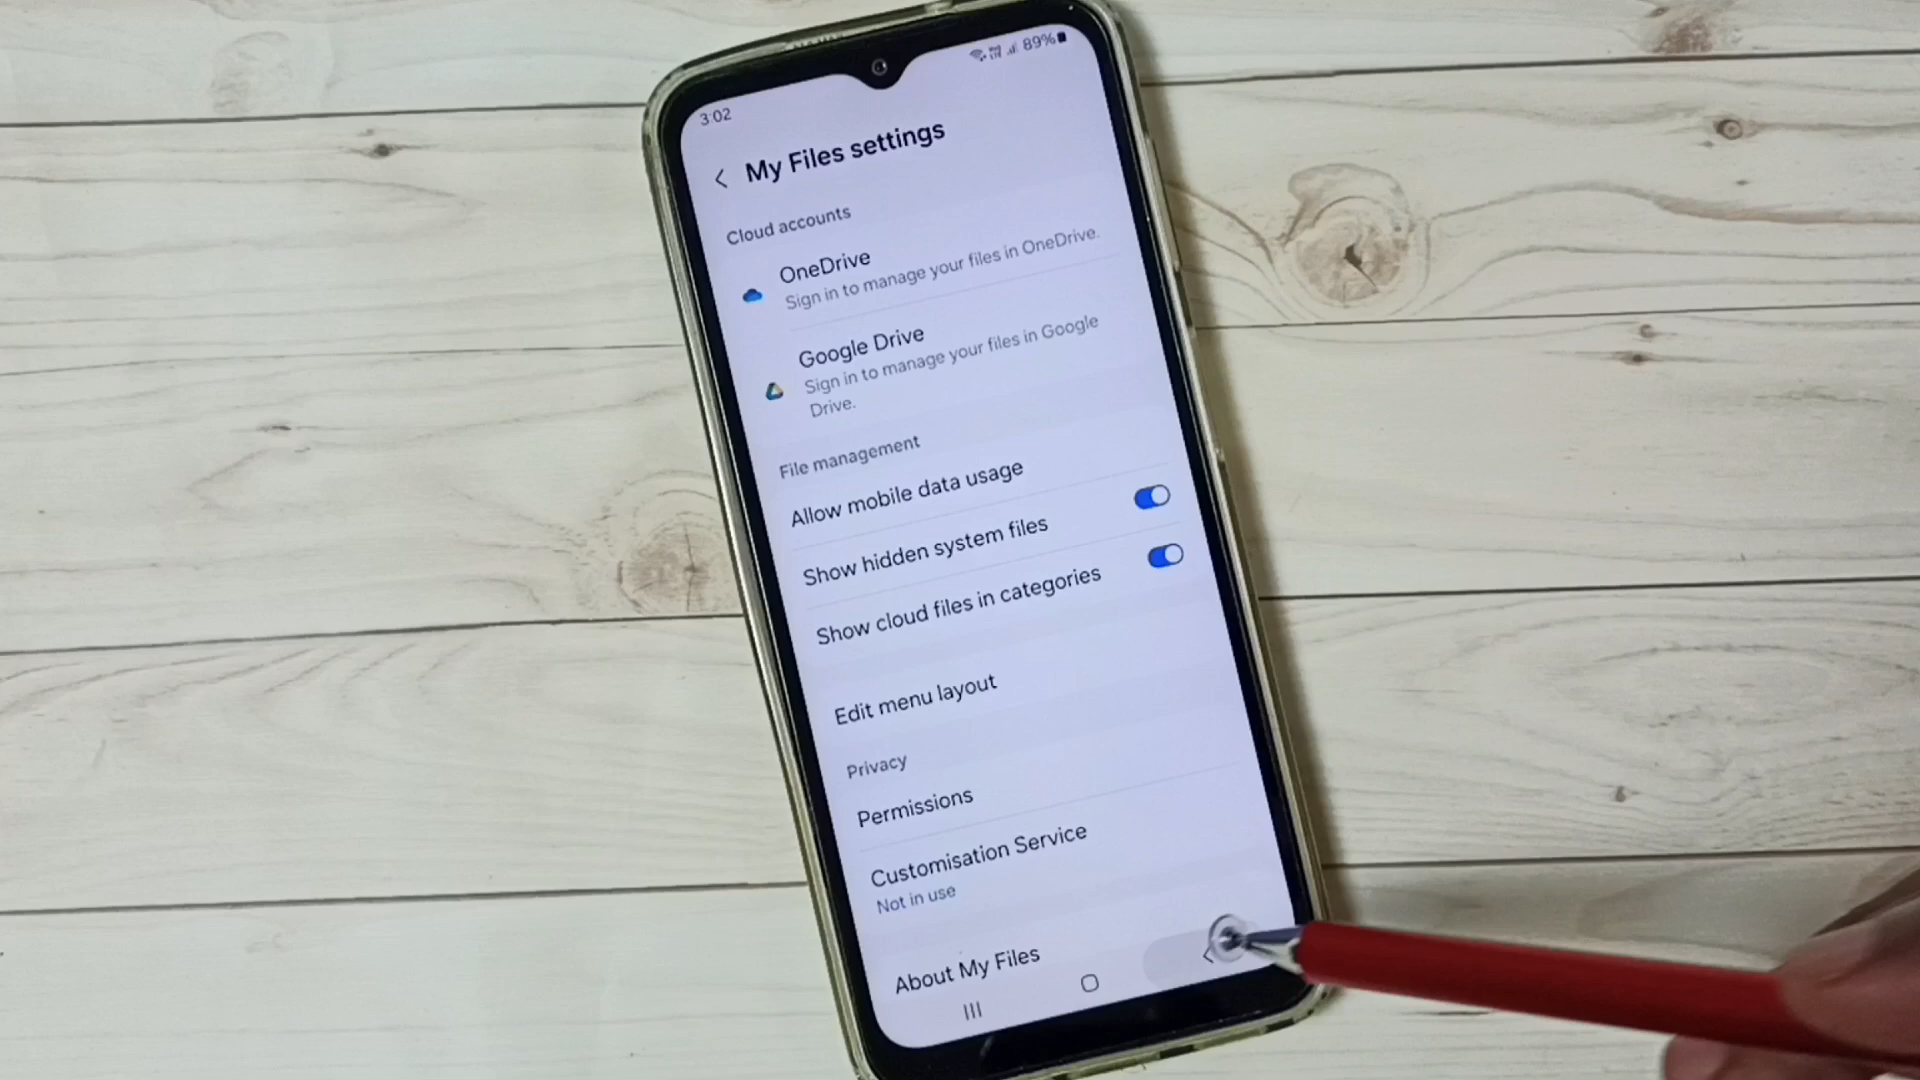 3:02
89%
My Files settings
Cloud accounts
OneDrive
Sign in to manage your files in OneDrive.
Google Drive
Sign in to manage your files in Google
Drive.
File management
Allow mobile data usage
Show hidden system files
Show cloud files in categories
Edit menu layout
Privacy
Permissions
Customisation Service
Not in use
About My Files